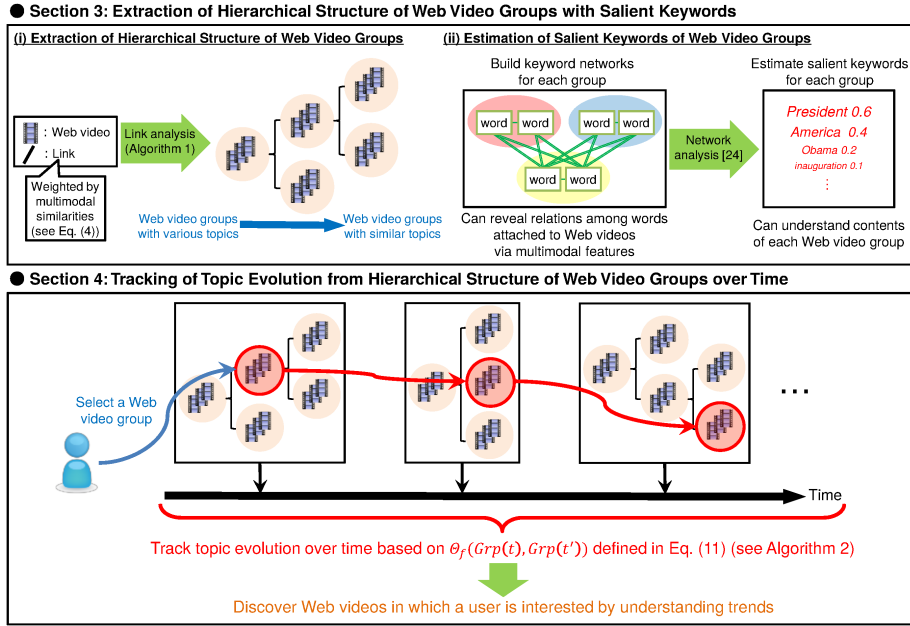 ● Section 3: Extraction of Hierarchical Structure of Web Video Groups with Salient Keywords
(i) Extraction of Hierarchical Structure of Web Video Groups
: Web video
: Link
Weighted by
multimodal
similarities
(see Eq. (4))
Link analysis
(Algorithm 1)
Web video groups
with various topics
Web video groups
with similar topics
(ii) Estimation of Salient Keywords of Web Video Groups
Build keyword networks
for each group
word word word word
word word
Can reveal relations among words
attached to Web videos
via multimodal features
Network
analysis [24]
Estimate salient keywords
for each group
President 0.6
America 0.4
Obama 0.2
inauguration 0.1
⋮
Can understand contents
of each Web video group
● Section 4: Tracking of Topic Evolution from Hierarchical Structure of Web Video Groups over Time
Select a Web
video group
...
Time
Track topic evolution over time based on Θ_f(Grp(t), Grp(t′)) defined in Eq. (11) (see Algorithm 2)
Discover Web videos in which a user is interested by understanding trends